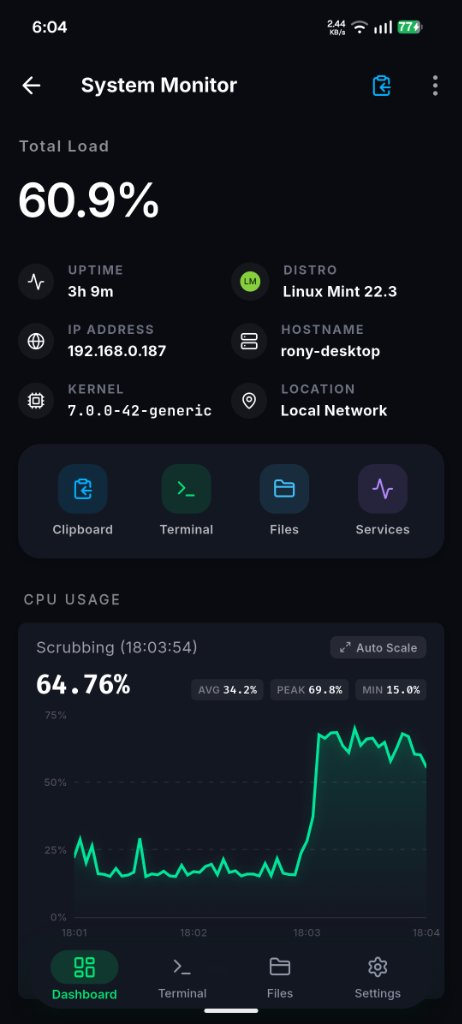 6:04
2.44
KB/s
77
System Monitor
Total Load
60.9%
UPTIME
3h 9m
LM
DISTRO
Linux Mint 22.3
IP ADDRESS
192.168.0.187
HOSTNAME
rony-desktop
KERNEL
7.0.0-42-generic
LOCATION
Local Network
Clipboard
Terminal
Files
Services
CPU USAGE
Scrubbing (18:03:54)
Auto Scale
64.76%
AVG 34.2%
PEAK 69.8%
MIN 15.0%
75%
50%
25%
0%
18:01
18:02
18:03
18:04
Dashboard
Terminal
Files
Settings